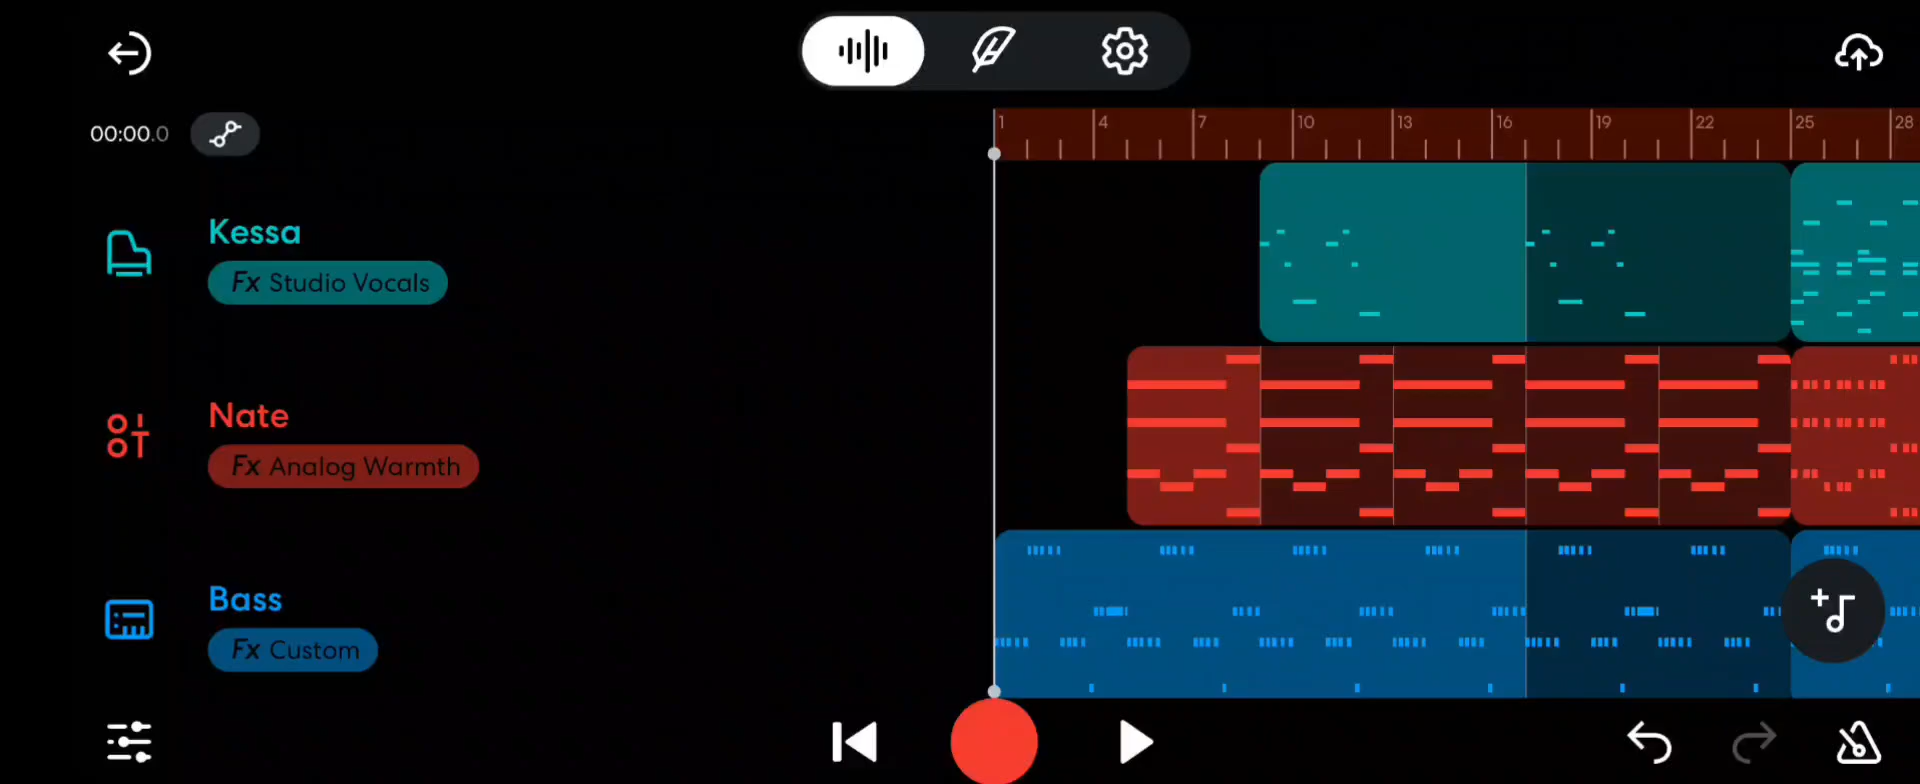 00:00.0
1 4 7 10 13 16 19 22 25 28
Kessa
Fx Studio Vocals
Nate
Fx Analog Warmth
Bass
Fx Custom